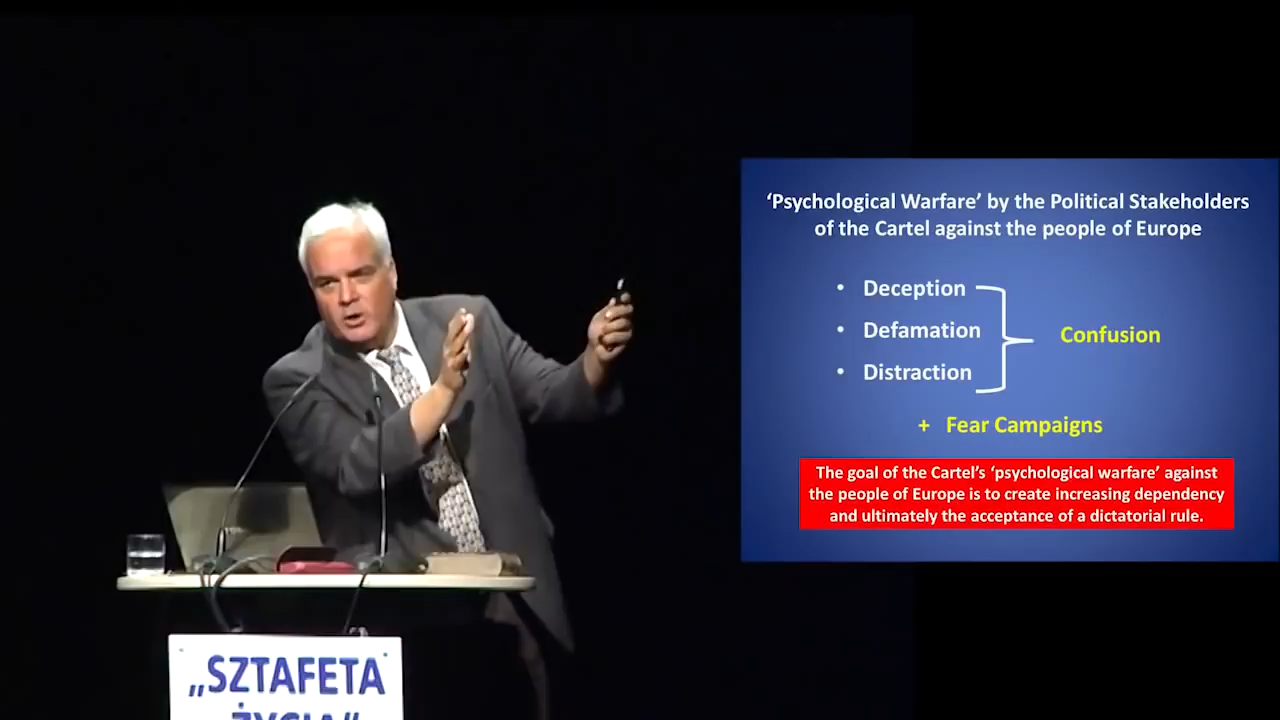 ‘Psychological Warfare’ by the Political Stakeholders
of the Cartel against the people of Europe
• Deception
• Defamation
• Distraction
Confusion
+ Fear Campaigns
The goal of the Cartel’s ‘psychological warfare’ against
the people of Europe is to create increasing dependency
and ultimately the acceptance of a dictatorial rule.
„SZTAFETA
ŻYCIA”